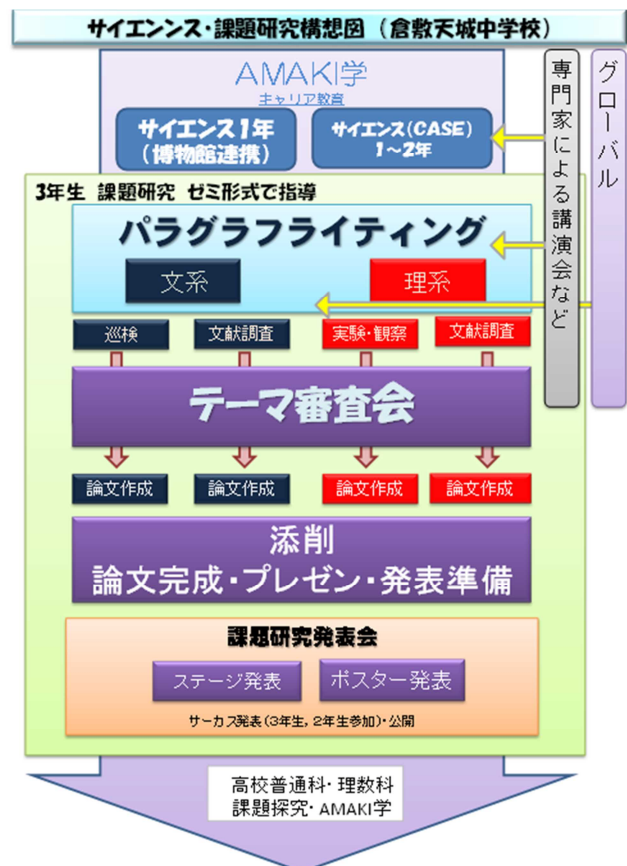 サイエンンス・課題研究構想図（倉敷天城中学校）
AMAKI学
キャリア教育
サイエンス1年
（博物館連携）
サイエンス(CASE)
1～2年
専門家による講演会など
グローバル
3年生 課題研究 ゼミ形式で指導
パラグラフライティング
文系
理系
巡検
文献調査
実験・観察
文献調査
テーマ審査会
論文作成
論文作成
論文作成
論文作成
添削
論文完成・プレゼン・発表準備
課題研究発表会
ステージ発表
ポスター発表
サーカス発表(3年生，2年生参加)・公開
高校普通科・理数科
課題探究・AMAKI学